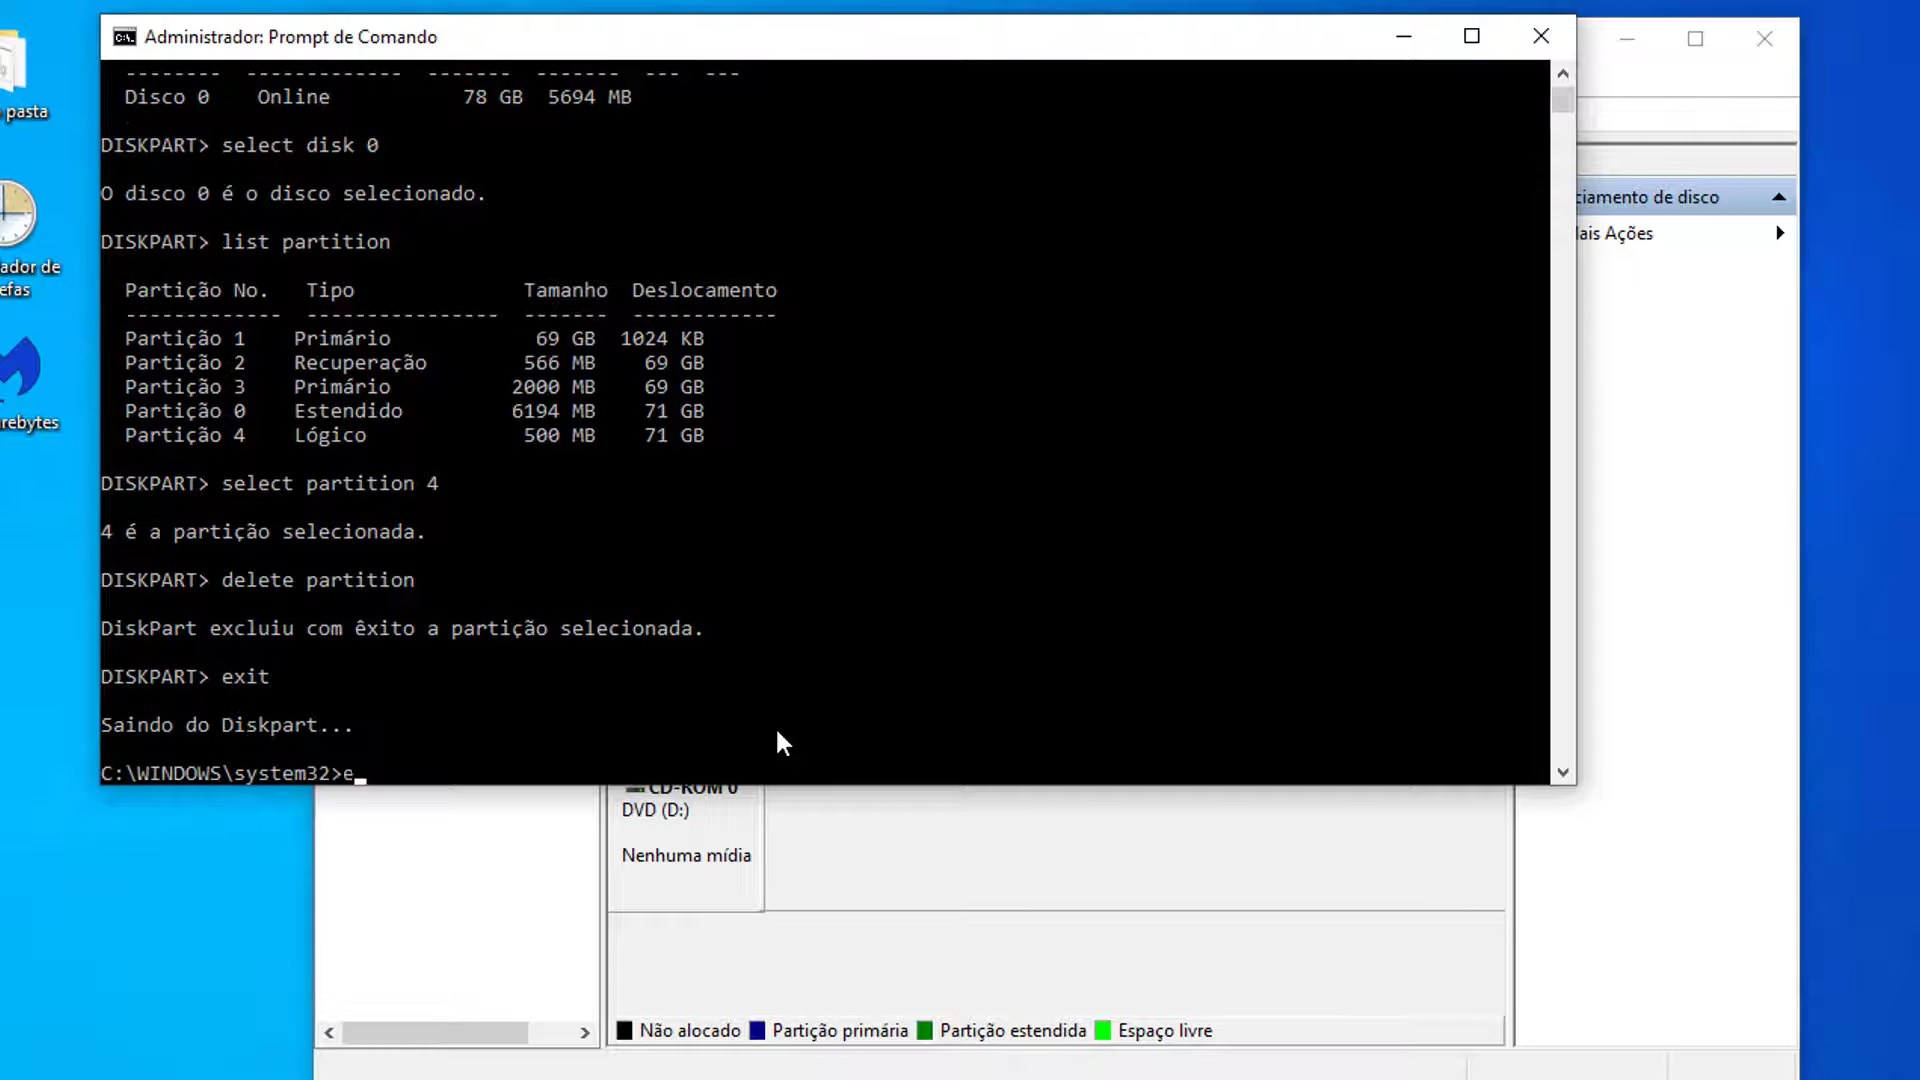 Administrador: Prompt de Comando
-------- ------------- ------- ------- --- ---
Disco 0 Online 78 GB 5694 MB
DISKPART> select disk 0
O disco 0 é o disco selecionado.
DISKPART> list partition
Partição No. Tipo Tamanho Deslocamento
------------- ---------------- ------- ------------
Partição 1 Primário 69 GB 1024 KB
Partição 2 Recuperação 566 MB 69 GB
Partição 3 Primário 2000 MB 69 GB
Partição 0 Estendido 6194 MB 71 GB
Partição 4 Lógico 500 MB 71 GB
DISKPART> select partition 4
4 é a partição selecionada.
DISKPART> delete partition
DiskPart excluiu com êxito a partição selecionada.
DISKPART> exit
Saindo do Diskpart...
C:\WINDOWS\system32>e_
pasta
ador de
efas
rebytes
ciamento de disco
ais Ações
CD-ROM 0
DVD (D:)
Nenhuma mídia
Não alocado Partição primária Partição estendida Espaço livre